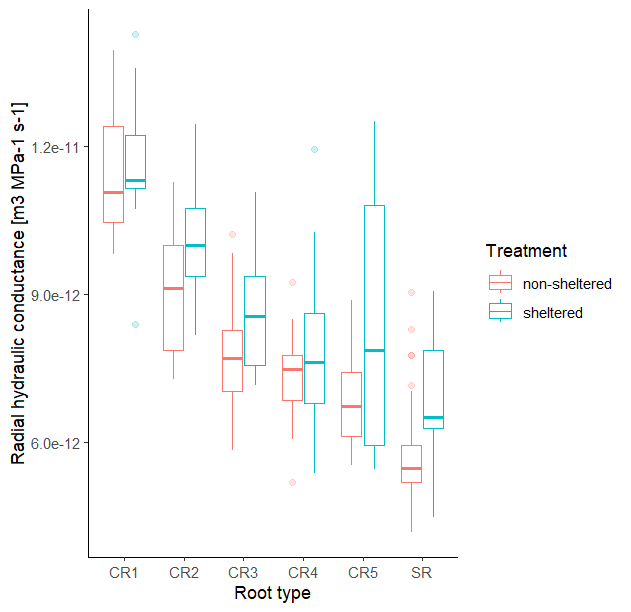 Radial hydraulic conductance [m3 MPa-1 s-1]
1.2e-11
9.0e-12
6.0e-12
CR1 CR2 CR3 CR4 CR5 SR
Root type
Treatment
non-sheltered
sheltered